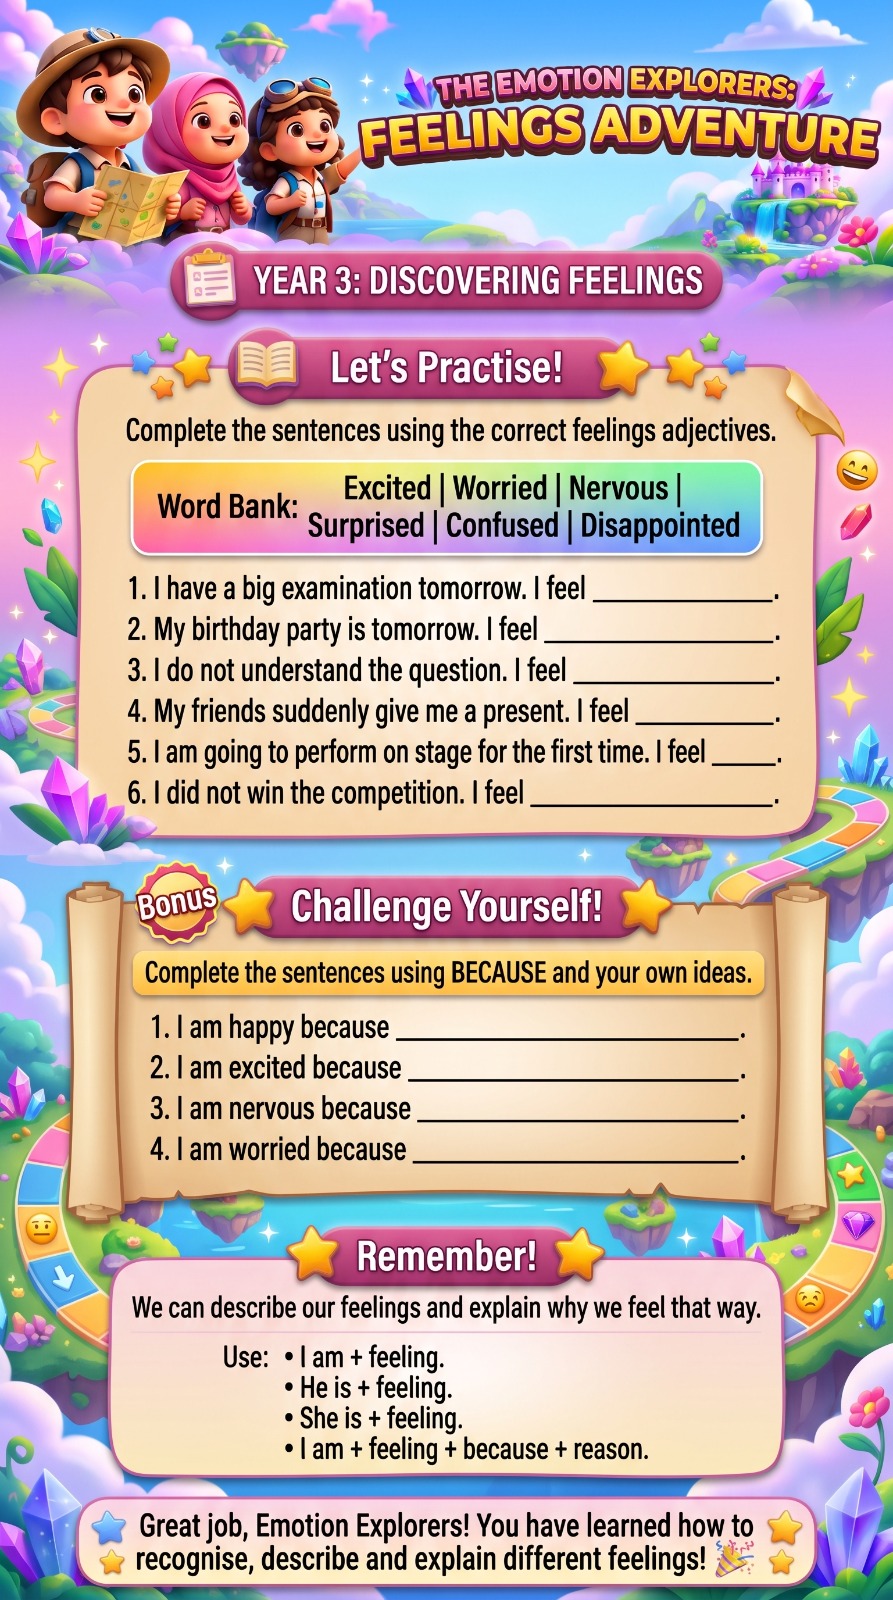 THE EMOTION EXPLORERS:
FEELINGS ADVENTURE
YEAR 3: DISCOVERING FEELINGS
Let's Practise!
Complete the sentences using the correct feelings adjectives.
Word Bank: Excited | Worried | Nervous |
Surprised | Confused | Disappointed
1. I have a big examination tomorrow. I feel ____________.
2. My birthday party is tomorrow. I feel ________________.
3. I do not understand the question. I feel ______________.
4. My friends suddenly give me a present. I feel _________.
5. I am going to perform on stage for the first time. I feel ____.
6. I did not win the competition. I feel ________________.
Bonus
Challenge Yourself!
Complete the sentences using BECAUSE and your own ideas.
1. I am happy because ______________________.
2. I am excited because _____________________.
3. I am nervous because _____________________.
4. I am worried because _____________________.
Remember!
We can describe our feelings and explain why we feel that way.
Use: • I am + feeling.
• He is + feeling.
• She is + feeling.
• I am + feeling + because + reason.
Great job, Emotion Explorers! You have learned how to
recognise, describe and explain different feelings!